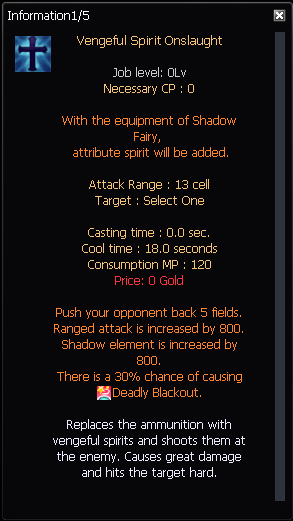 Information1/5
Vengeful Spirit Onslaught
Job level: 0Lv
Necessary CP : 0
With the equipment of Shadow
Fairy,
attribute spirit will be added.
Attack Range : 13 cell
Target : Select One
Casting time : 0.0 sec.
Cool time : 18.0 seconds
Consumption MP : 120
Price: 0 Gold
Push your opponent back 5 fields.
Ranged attack is increased by 800.
Shadow element is increased by
800.
There is a 30% chance of causing
Deadly Blackout.
Replaces the ammunition with
vengeful spirits and shoots them at
the enemy. Causes great damage
and hits the target hard.